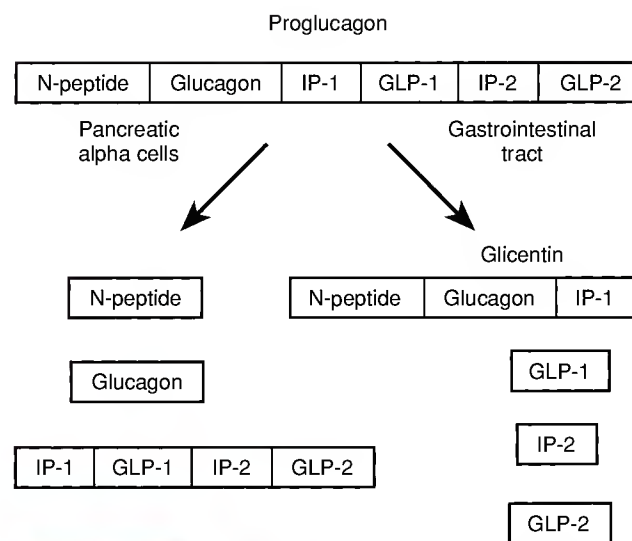 Proglucagon
N-peptide Glucagon IP-1 GLP-1 IP-2 GLP-2
Pancreatic
alpha cells
Gastrointestinal
tract
Glicentin
N-peptide
N-peptide Glucagon IP-1
Glucagon
GLP-1
IP-2
IP-1 GLP-1 IP-2 GLP-2
GLP-2